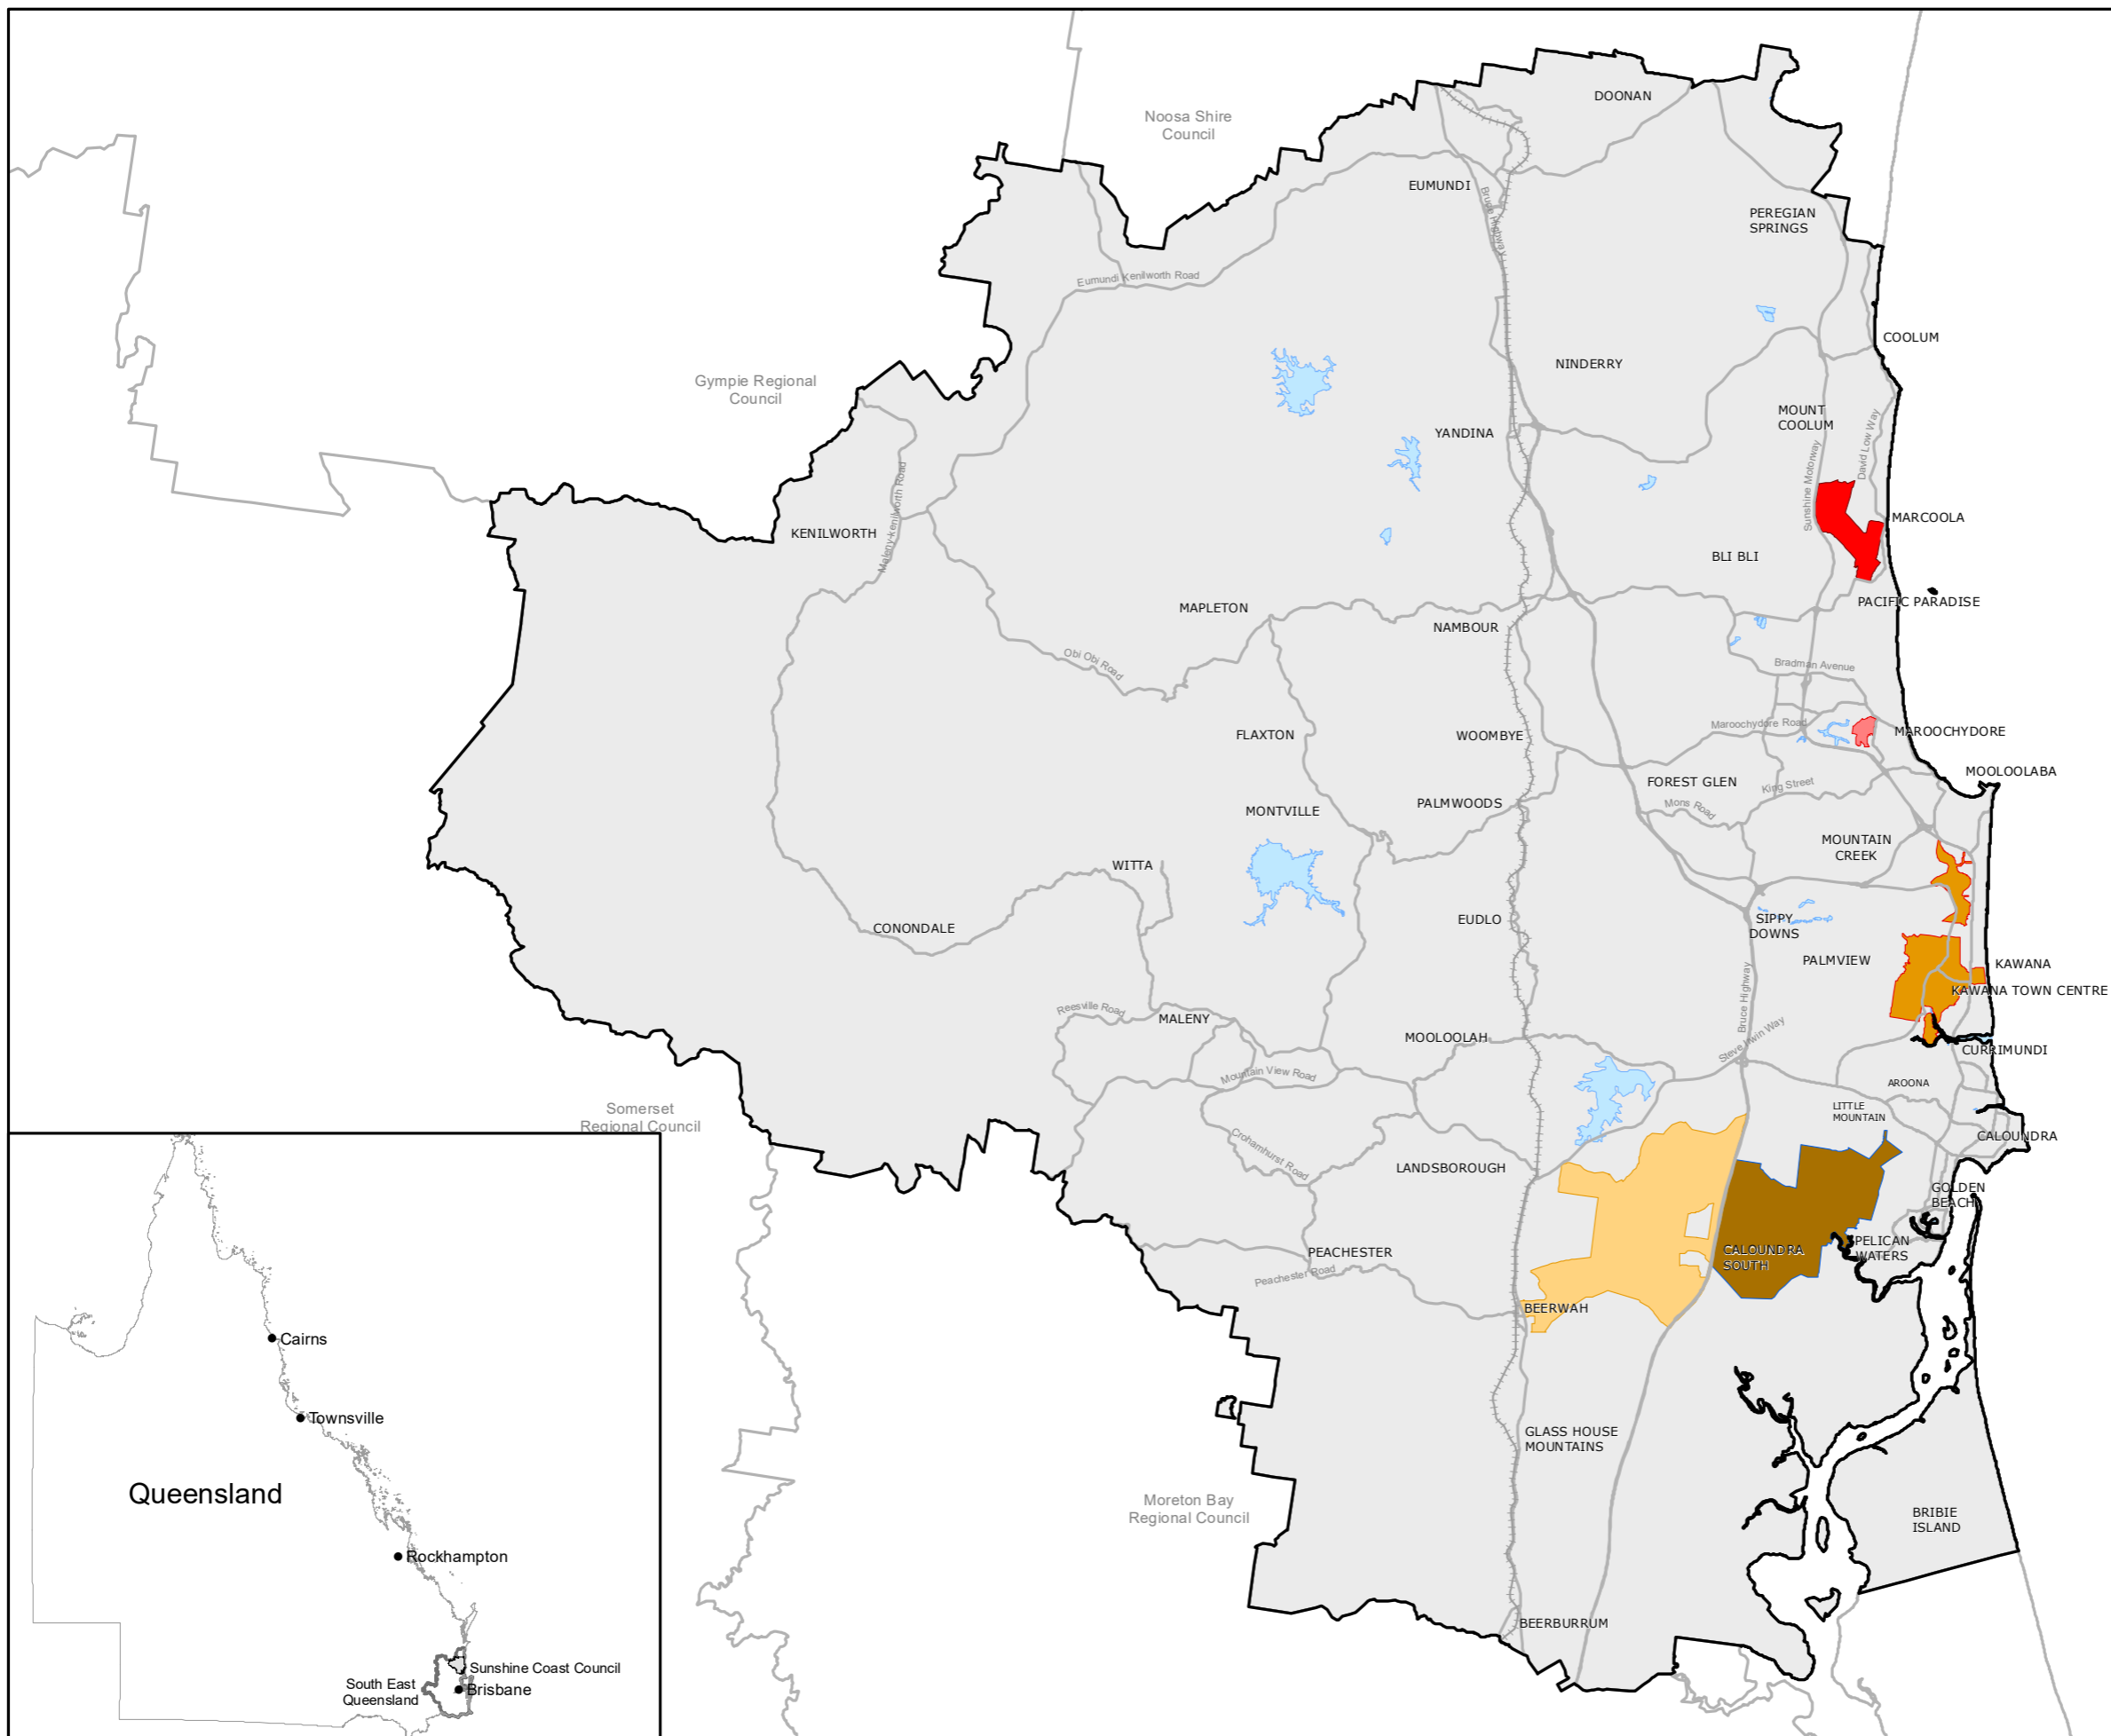 DOONAN
Noosa Shire
Council
EUMUNDI
Bruce Highway
PEREGIAN
SPRINGS
Eumundi Kenilworth Road
COOLUM
NINDERRY
Gympie Regional
Council
MOUNT
COOLUM
David Low Way
YANDINA
Sunshine Motorway
MARCOOLA
KENILWORTH
Maleny Kenilworth Road
BLI BLI
PACIFIC PARADISE
MAPLETON
NAMBOUR
Obi Obi Road
Bradman Avenue
Maroochydore Road
MAROOCHYDORE
FLAXTON
WOOMBYE
MOOLOOLABA
FOREST GLEN
King Street
Mons Road
PALMWOODS
MONTVILLE
MOUNTAIN
CREEK
WITTA
SIPPY
DOWNS
EUDLO
CONONDALE
PALMVIEW
KAWANA
KAWANA TOWN CENTRE
Bruce Highway
Reesville Road
MALENY
MOOLOOLAH
Steve Irwin Way
CURRIMUNDI
Mountain View Road
AROONA
Somerset
Regional Council
LITTLE
MOUNTAIN
CALOUNDRA
Crohamhurst Road
LANDSBOROUGH
GOLDEN
BEACH
PELICAN
WATERS
CALOUNDRA
SOUTH
PEACHESTER
Peachester Road
BEERWAH
GLASS HOUSE
MOUNTAINS
Moreton Bay
Regional Council
BRIBIE
ISLAND
BEERBURRUM
Cairns
Townsville
Queensland
Rockhampton
Sunshine Coast Council
South East
Queensland
Brisbane